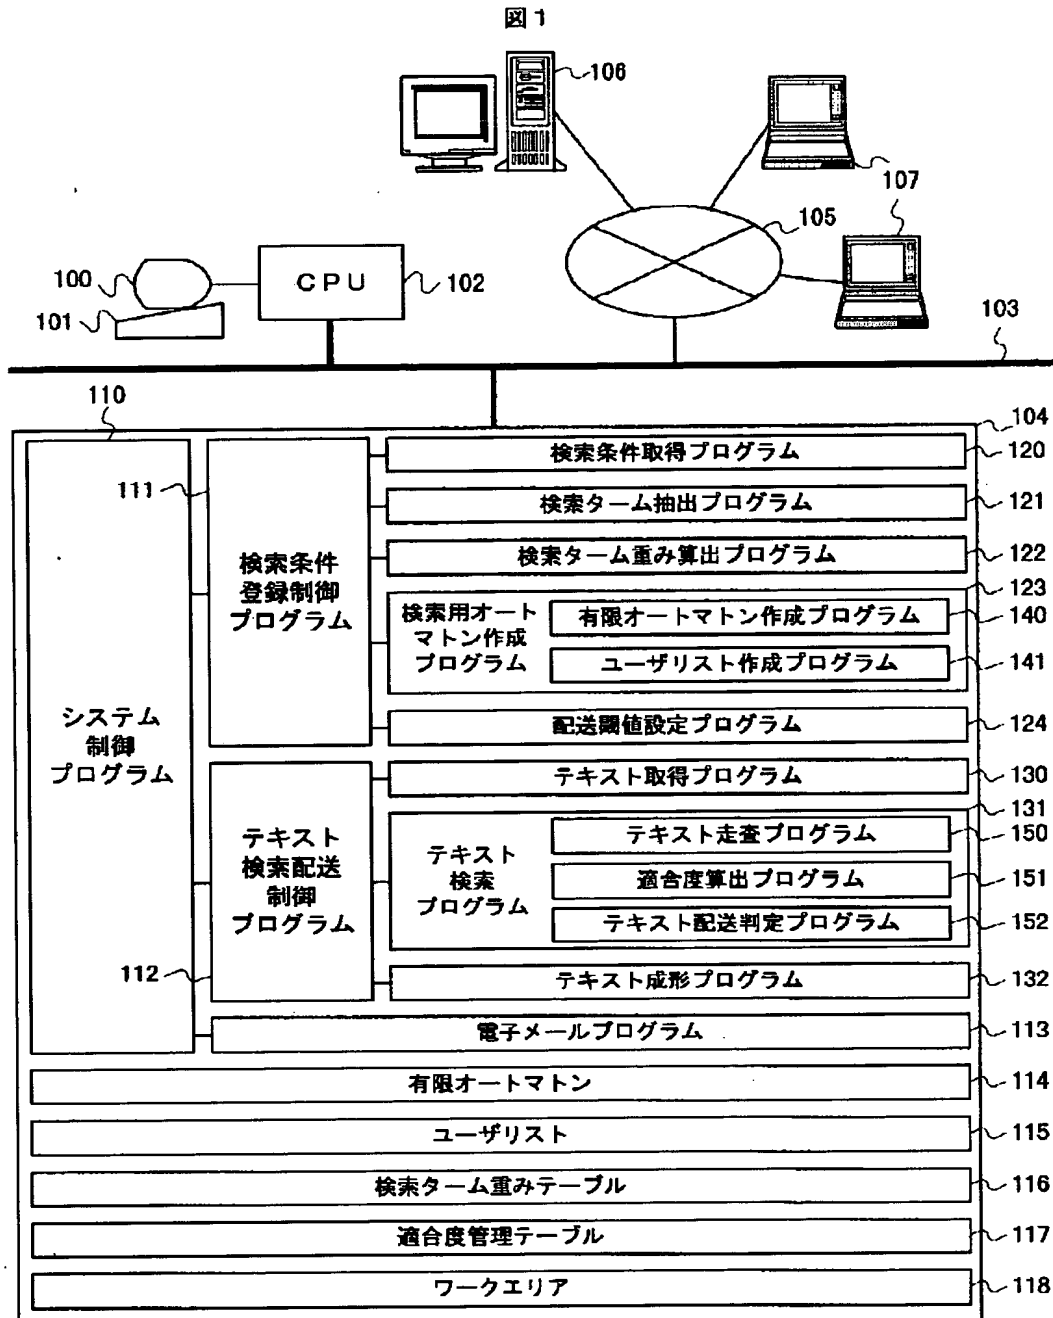 図1
106
107
105
100
101
CPU
102
103
110
104
検索条件取得プログラム
120
111
検索ターム抽出プログラム
121
検索条件
登録制御
プログラム
検索ターム重み算出プログラム
122
123
検索用オート
マトン作成
プログラム
有限オートマトン作成プログラム
140
ユーザリスト作成プログラム
141
システム
制御
プログラム
配送閾値設定プログラム
124
テキスト取得プログラム
130
131
テキスト
検索配送
制御
プログラム
テキスト
検索
プログラム
テキスト走査プログラム
150
適合度算出プログラム
151
テキスト配送判定プログラム
152
112
テキスト成形プログラム
132
電子メールプログラム
113
有限オートマトン
114
ユーザリスト
115
検索ターム重みテーブル
116
適合度管理テーブル
117
ワークエリア
118